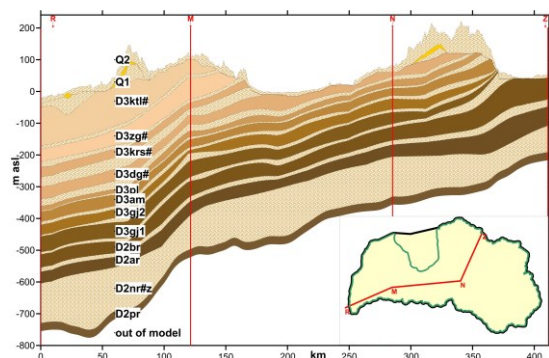 R M N Z
200
100
0
-100
-200
-300
-400
-500
-600
-700
-800
m asl
Q2
Q1
D3ktl#
D3zg#
D3krs#
D3dg#
D3pl
D3am
D3gj2
D3gj1
D2br
D2ar
D2nr#z
D2pr
out of model
0 50 100 150 200 250 300 350 400
km
R M N